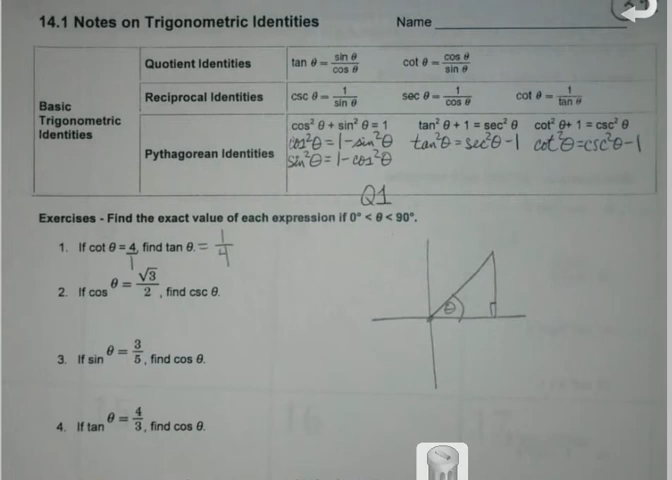 14.1 Notes on Trigonometric Identities Name
Basic Trigonometric Identities
Quotient Identities tan θ = sin θ / cos θ cot θ = cos θ / sin θ
Reciprocal Identities csc θ = 1 / sin θ sec θ = 1 / cos θ cot θ = 1 / tan θ
Pythagorean Identities
cos² θ + sin² θ = 1 tan² θ + 1 = sec² θ cot² θ + 1 = csc² θ
cos²θ = 1 - sin²θ tan²θ = sec²θ - 1 cot²θ = csc²θ - 1
sin²θ = 1 - cos²θ
Q1
Exercises - Find the exact value of each expression if 0° < θ < 90°.
1. If cot θ = 4/1, find tan θ. = 1/4
2. If cos θ = √3/2, find csc θ.
3. If sin θ = 3/5, find cos θ.
4. If tan θ = 4/3, find cos θ.
θ